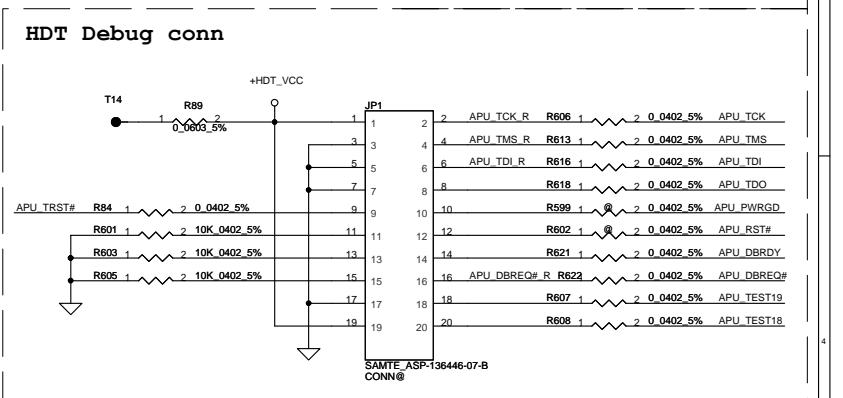 HDT Debug conn
+HDT_VCC
T14 R89 JP1
1 2 1 1 2 2 APU_TCK_R R606 1 2 0_0402_5% APU_TCK
0_0603_5%
3 3 4 4 APU_TMS_R R613 1 2 0_0402_5% APU_TMS
5 5 6 6 APU_TDI_R R616 1 2 0_0402_5% APU_TDI
7 7 8 8 R618 1 2 0_0402_5% APU_TDO
APU_TRST# R84 1 2 0_0402_5% 9 9 10 10 R599 1 @ 2 0_0402_5% APU_PWRGD
R601 1 2 10K_0402_5% 11 11 12 12 R602 1 @ 2 0_0402_5% APU_RST#
R603 1 2 10K_0402_5% 13 13 14 14 R621 1 2 0_0402_5% APU_DBRDY
R605 1 2 10K_0402_5% 15 15 16 16 APU_DBREQ#_R R622 1 2 0_0402_5% APU_DBREQ#
17 17 18 18 R607 1 2 0_0402_5% APU_TEST19
19 19 20 20 R608 1 2 0_0402_5% APU_TEST18
SAMTE_ASP-136446-07-B
CONN@
4